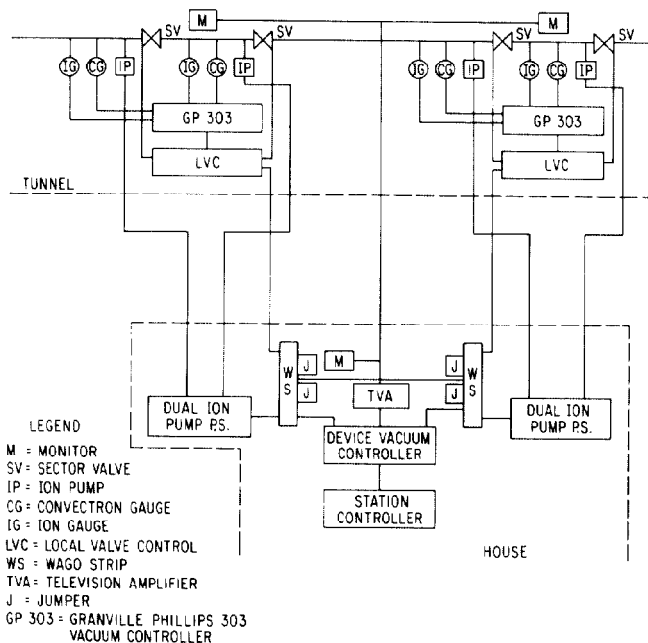 M
M
SV
SV
SV
SV
IG
CG
IP
IG
CG
IP
IG
CG
IP
IG
CG
IP
GP 303
GP 303
LVC
LVC
TUNNEL
W
S
J
M
J
W
S
J
TVA
J
DUAL ION
PUMP P.S.
DEVICE VACUUM
CONTROLLER
DUAL ION
PUMP P.S.
STATION
CONTROLLER
HOUSE
LEGEND
M = MONITOR
SV = SECTOR VALVE
IP = ION PUMP
CG = CONVECTRON GAUGE
IG = ION GAUGE
LVC = LOCAL VALVE CONTROL
WS = WAGO STRIP
TVA = TELEVISION AMPLIFIER
J = JUMPER
GP 303 = GRANVILLE PHILLIPS 303
VACUUM CONTROLLER